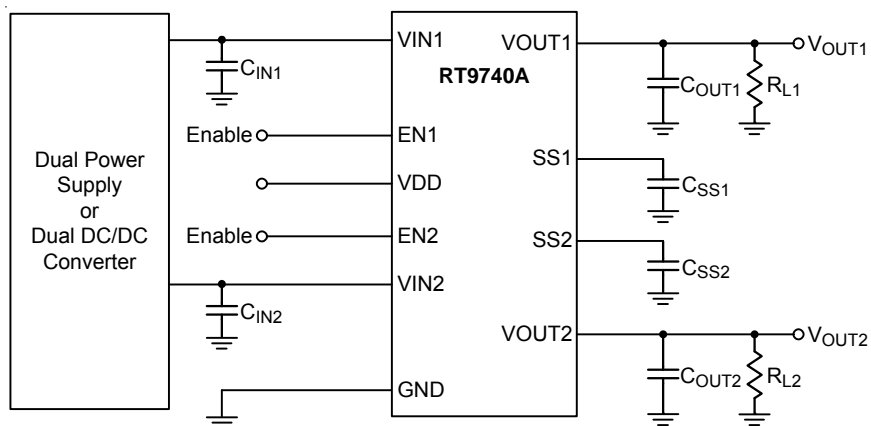 Dual Power
Supply
or
Dual DC/DC
Converter
CIN1
Enable
Enable
CIN2
VIN1
EN1
VDD
EN2
VIN2
GND
RT9740A
VOUT1
SS1
SS2
VOUT2
COUT1
RL1
VOUT1
CSS1
CSS2
COUT2
RL2
VOUT2